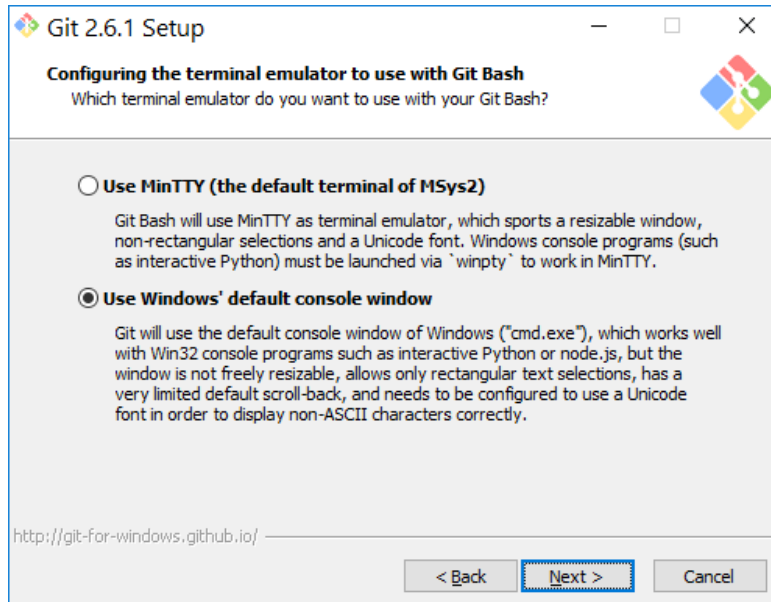 Git 2.6.1 Setup
Configuring the terminal emulator to use with Git Bash
Which terminal emulator do you want to use with your Git Bash?
Use MinTTY (the default terminal of MSys2)
Git Bash will use MinTTY as terminal emulator, which sports a resizable window,
non-rectangular selections and a Unicode font. Windows console programs (such
as interactive Python) must be launched via `winpty` to work in MinTTY.
Use Windows' default console window
Git will use the default console window of Windows ("cmd.exe"), which works well
with Win32 console programs such as interactive Python or node.js, but the
window is not freely resizable, allows only rectangular text selections, has a
very limited default scroll-back, and needs to be configured to use a Unicode
font in order to display non-ASCII characters correctly.
http://git-for-windows.github.io/
< Back
Next >
Cancel